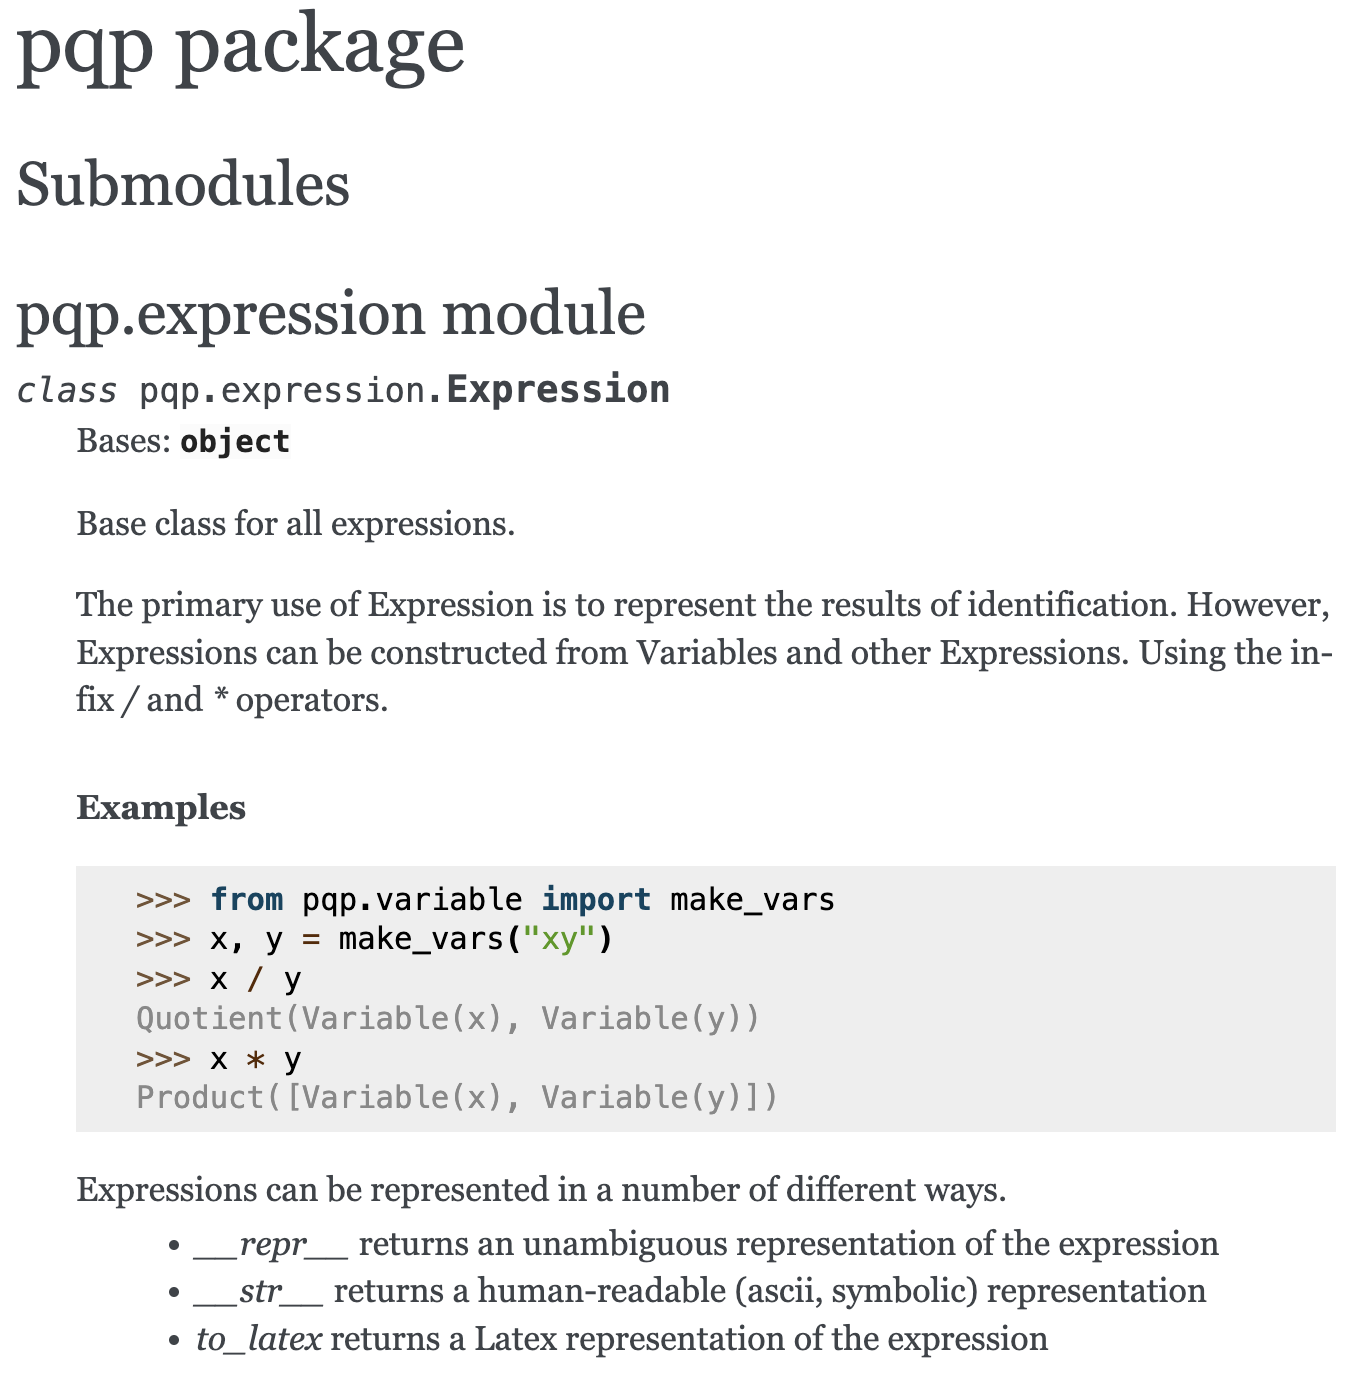 pqp package
Submodules
pqp.expression module
class pqp.expression.Expression
Bases: object
Base class for all expressions.
The primary use of Expression is to represent the results of identification. However,
Expressions can be constructed from Variables and other Expressions. Using the in-
fix / and * operators.
Examples
>>> from pqp.variable import make_vars
>>> x, y = make_vars("xy")
>>> x / y
Quotient(Variable(x), Variable(y))
>>> x * y
Product([Variable(x), Variable(y)])
Expressions can be represented in a number of different ways.
• __repr__ returns an unambiguous representation of the expression
• __str__ returns a human-readable (ascii, symbolic) representation
• to_latex returns a Latex representation of the expression